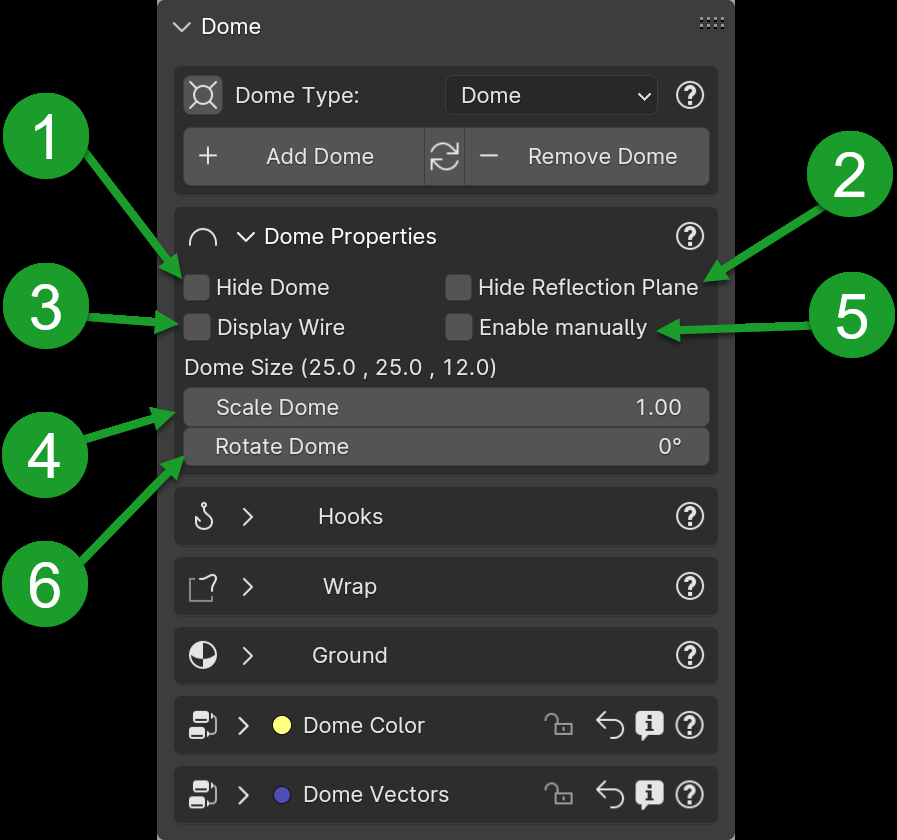 Dome
Dome Type: Dome ?
+ Add Dome − Remove Dome
1
2
Dome Properties ?
Hide Dome Hide Reflection Plane
3
Display Wire Enable manually
5
Dome Size (25.0 , 25.0 , 12.0)
Scale Dome 1.00
4
Rotate Dome 0°
Hooks ?
6
Wrap ?
Ground ?
Dome Color i ?
Dome Vectors i ?